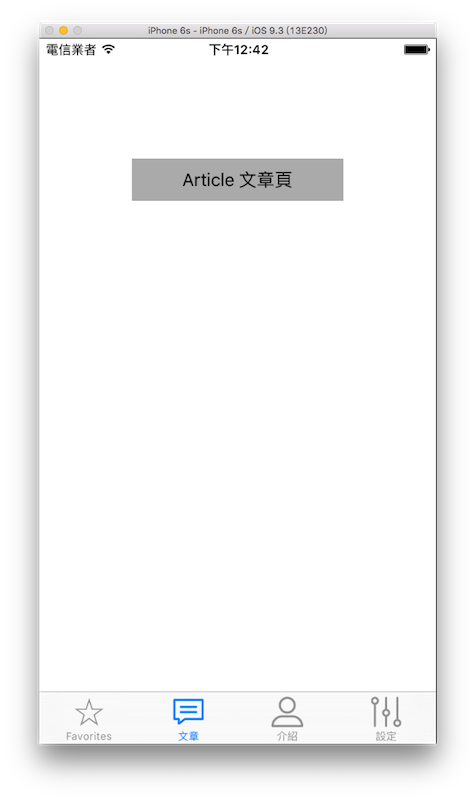 iPhone 6s - iPhone 6s / iOS 9.3 (13E230)
電信業者 下午12:42
Article 文章頁
Favorites 文章 介紹 設定